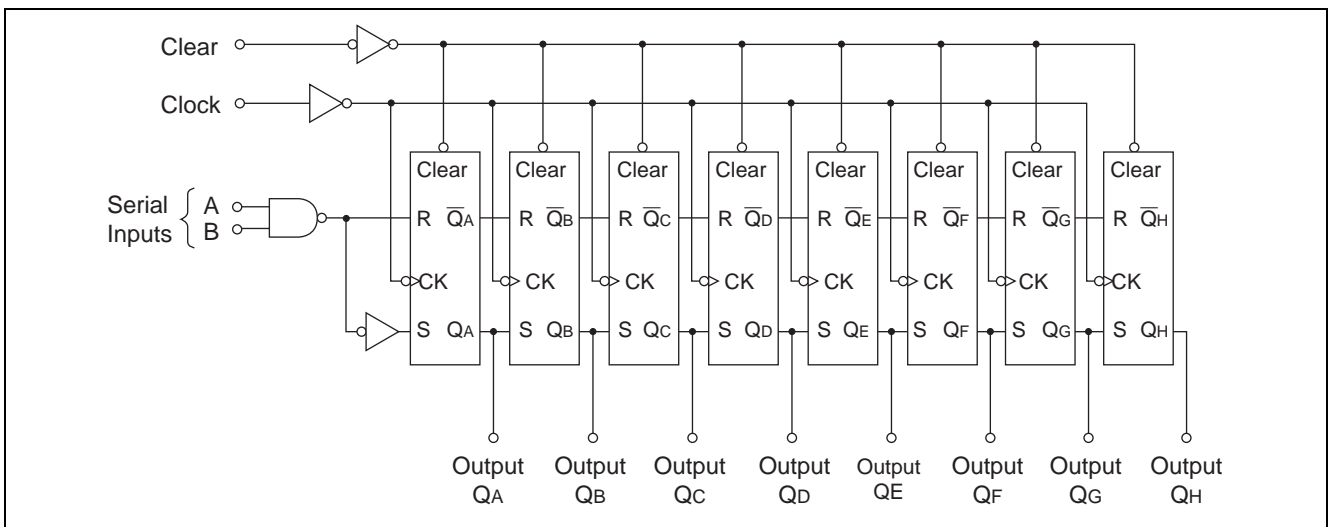 Clear
Clock
Clear Clear Clear Clear Clear Clear Clear Clear
Serial
Inputs
A
B
R Q̅A R Q̅B R Q̅C R Q̅D R Q̅E R Q̅F R Q̅G R Q̅H
CK CK CK CK CK CK CK CK
S QA S QB S QC S QD S QE S QF S QG S QH
Output Output Output Output Output Output Output Output
QA QB QC QD QE QF QG QH